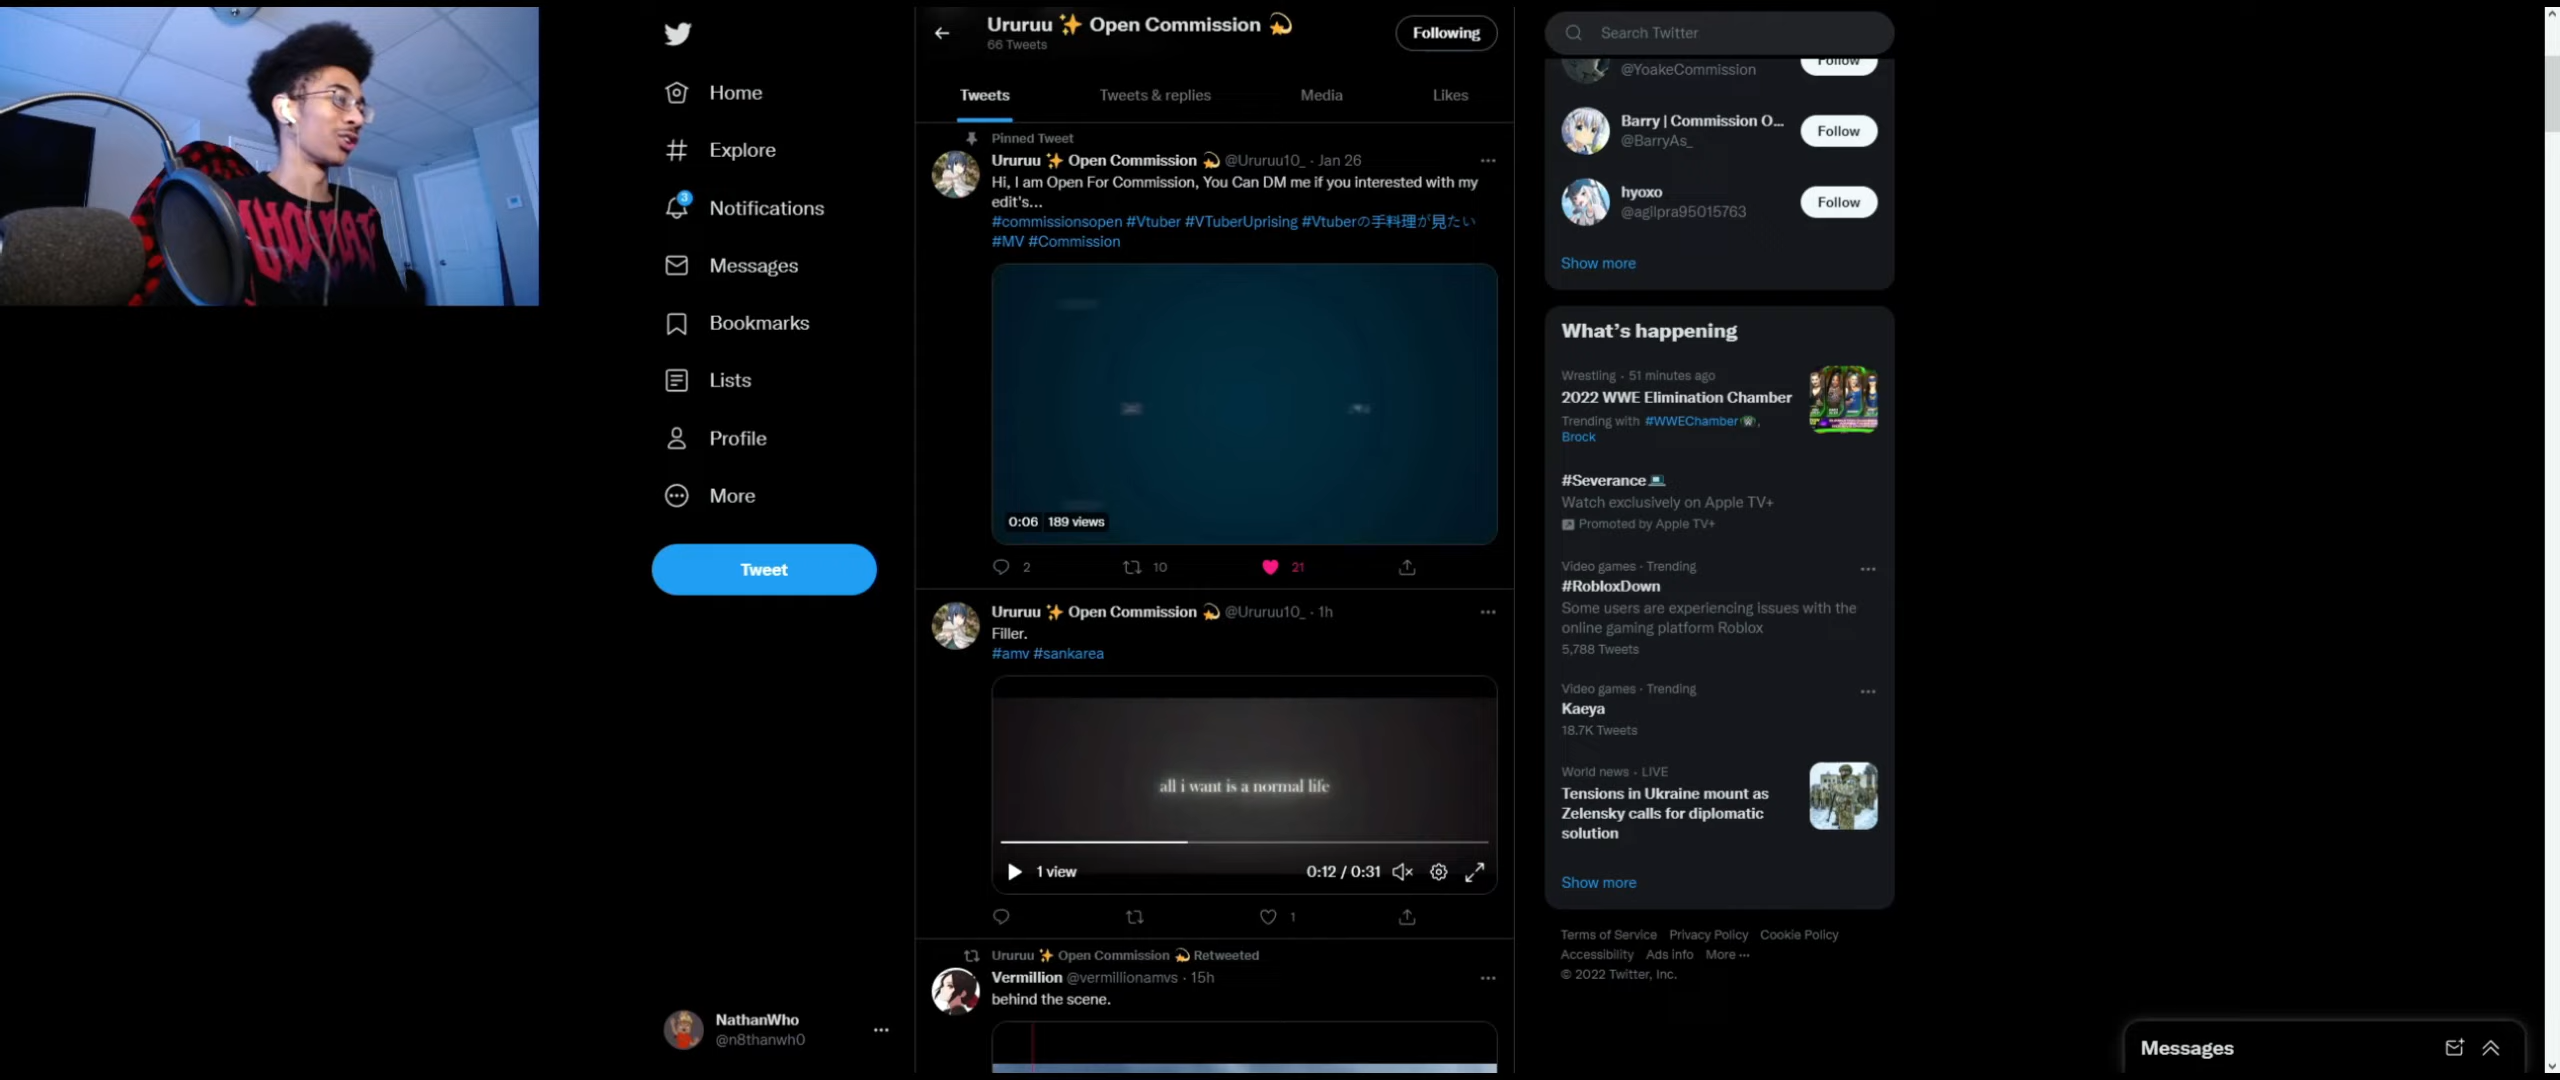 Home
Explore
3
Notifications
Messages
Bookmarks
Lists
Profile
More
Tweet
NathanWho
@n8thanwh0
Ururuu ✨ Open Commission 💫
66 Tweets
Following
Tweets
Tweets & replies
Media
Likes
Pinned Tweet
Ururuu ✨ Open Commission 💫 @Ururuu10_ · Jan 26
Hi, I am Open For Commission, You Can DM me if you interested with my
edit's...
#commissionsopen #Vtuber #VTuberUprising #Vtuberの手料理が見たい
#MV #Commission
0:06 189 views
2 10 21
Ururuu ✨ Open Commission 💫 @Ururuu10_ · 1h
Filler.
#amv #sankarea
all i want is a normal life
1 view 0:12 / 0:31
1
Ururuu ✨ Open Commission 💫 Retweeted
Vermillion @vermillionamvs · 15h
behind the scene.
Search Twitter
@YoakeCommission
Follow
Barry | Commission O...
@BarryAs_
Follow
hyoxo
@agilpra95015763
Follow
Show more
What's happening
Wrestling · 51 minutes ago
2022 WWE Elimination Chamber
Trending with #WWEChamber,
Brock
#Severance💻
Watch exclusively on Apple TV+
Promoted by Apple TV+
Video games · Trending
#RobloxDown
Some users are experiencing issues with the
online gaming platform Roblox
5,788 Tweets
Video games · Trending
Kaeya
18.7K Tweets
World news · LIVE
Tensions in Ukraine mount as
Zelensky calls for diplomatic
solution
Show more
Terms of Service Privacy Policy Cookie Policy
Accessibility Ads info More ···
© 2022 Twitter, Inc.
Messages